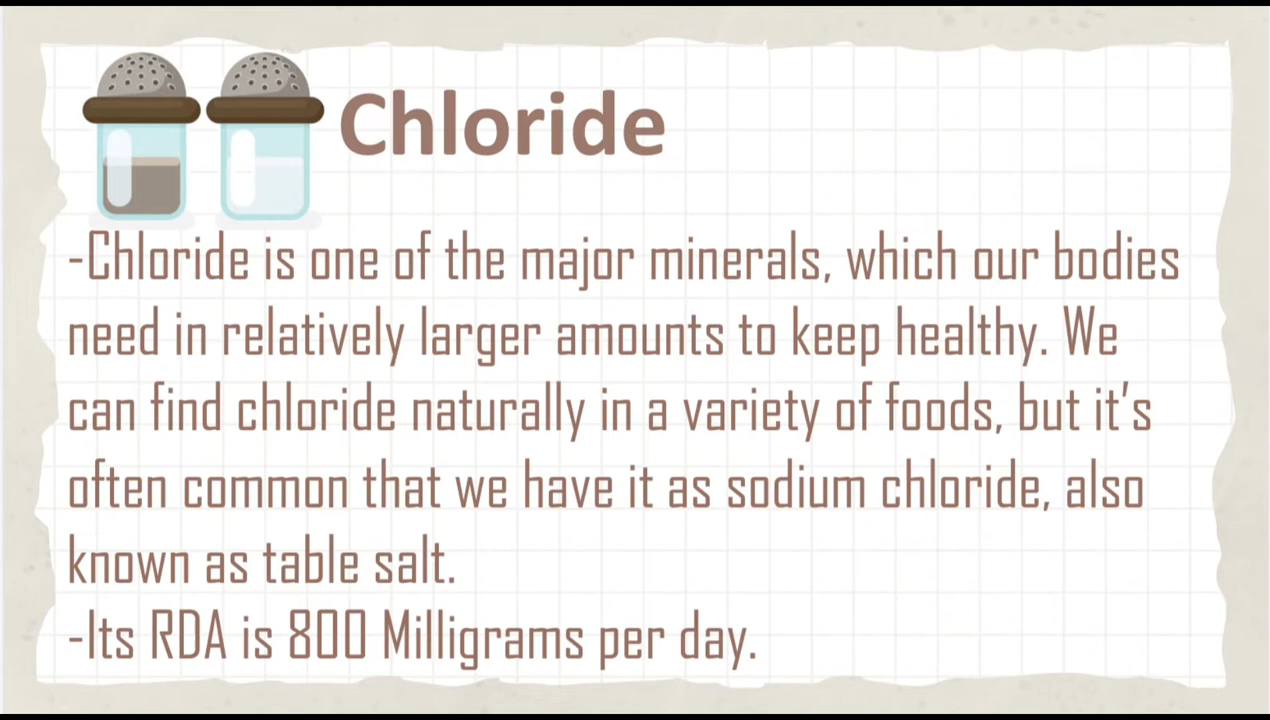 Chloride
-Chloride is one of the major minerals, which our bodies
need in relatively larger amounts to keep healthy. We
can find chloride naturally in a variety of foods, but it's
often common that we have it as sodium chloride, also
known as table salt.
-Its RDA is 800 Milligrams per day.